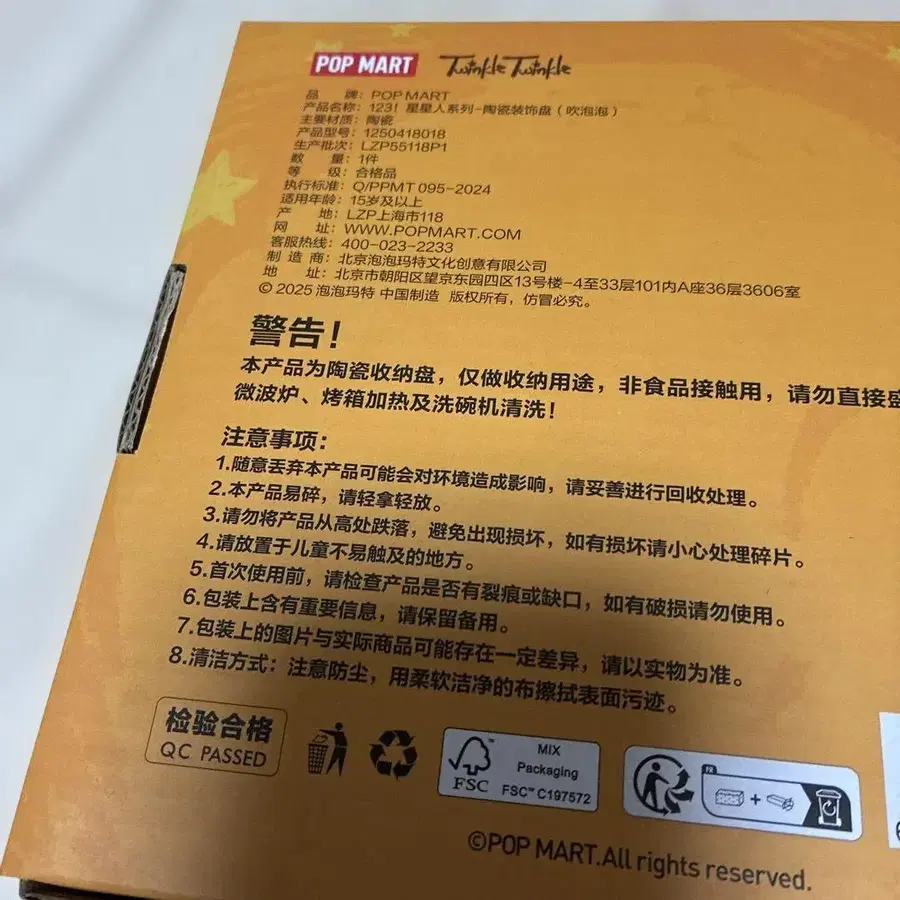 POP MART Twinkle Twinkle
品　　牌：POP MART
产品名称：123！星星人系列-陶瓷装饰盘（吹泡泡）
主要材质：陶瓷
产品型号：1250418018
生产批次：LZP55118P1
数　　量：1件
等　　级：合格品
执行标准：Q/PPMT 095-2024
适用年龄：15岁及以上
产　　地：LZP上海市118
网　　址：WWW.POPMART.COM
客服热线：400-023-2233
制 造 商：北京泡泡玛特文化创意有限公司
地　　址：北京市朝阳区望京东园四区13号楼-4至33层101内A座36层3606室
©2025 泡泡玛特 中国制造 版权所有，仿冒必究。
警告！
本产品为陶瓷收纳盘，仅做收纳用途，非食品接触用，请勿直接盛
微波炉、烤箱加热及洗碗机清洗！
注意事项：
1.随意丢弃本产品可能会对环境造成影响，请妥善进行回收处理。
2.本产品易碎，请轻拿轻放。
3.请勿将产品从高处跌落，避免出现损坏，如有损坏请小心处理碎片。
4.请放置于儿童不易触及的地方。
5.首次使用前，请检查产品是否有裂痕或缺口，如有破损请勿使用。
6.包装上含有重要信息，请保留备用。
7.包装上的图片与实际商品可能存在一定差异，请以实物为准。
8.清洁方式：注意防尘，用柔软洁净的布擦拭表面污迹。
检验合格
QC PASSED
FSC
MIX
Packaging
FSC™ C197572
FR
+
©POP MART.All rights reserved.